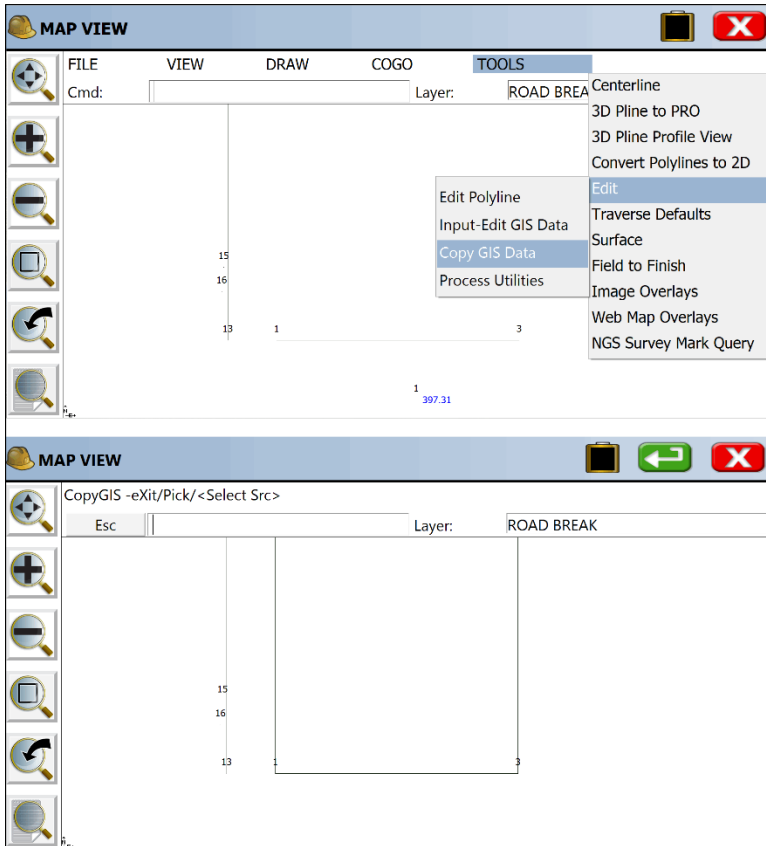 MAP VIEW
FILE VIEW DRAW COGO TOOLS
Cmd: Layer: ROAD BREA
Centerline
3D Pline to PRO
3D Pline Profile View
Convert Polylines to 2D
Edit
Traverse Defaults
Surface
Field to Finish
Image Overlays
Web Map Overlays
NGS Survey Mark Query
Edit Polyline
Input-Edit GIS Data
Copy GIS Data
Process Utilities
15
16
13 1 3
1
397.31
MAP VIEW
CopyGIS -eXit/Pick/<Select Src>
Esc Layer: ROAD BREAK
15
16
13 1 3